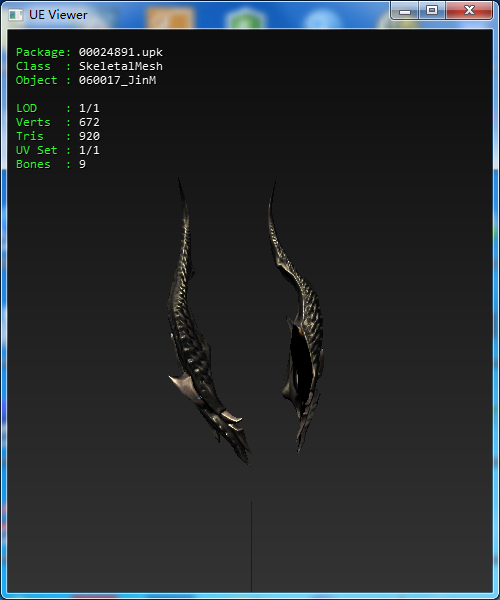 UE Viewer
Package: 00024891.upk
Class : SkeletalMesh
Object : 060017_JinM
LOD : 1/1
Verts : 672
Tris : 920
UV Set : 1/1
Bones : 9